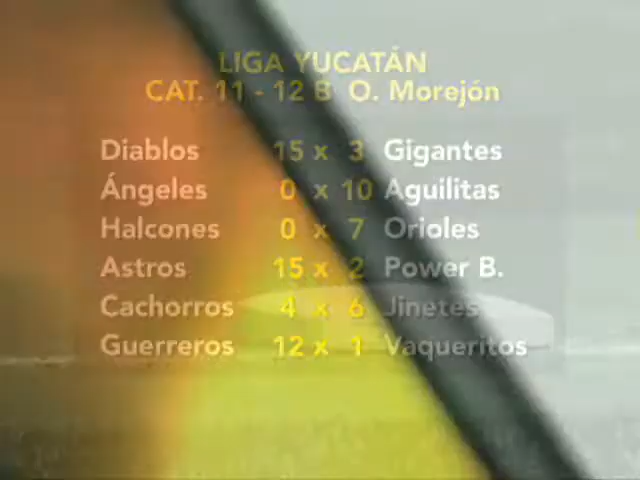 LIGA YUCATÁN
CAT. 11 - 12 B O. Morejón
Diablos 15 x 3 Gigantes
Ángeles 0 x 10 Aguilitas
Halcones 0 x 7 Orioles
Astros 15 x 2 Power B.
Cachorros 4 x 6 Jinetes
Guerreros 12 x 1 Vaqueritos